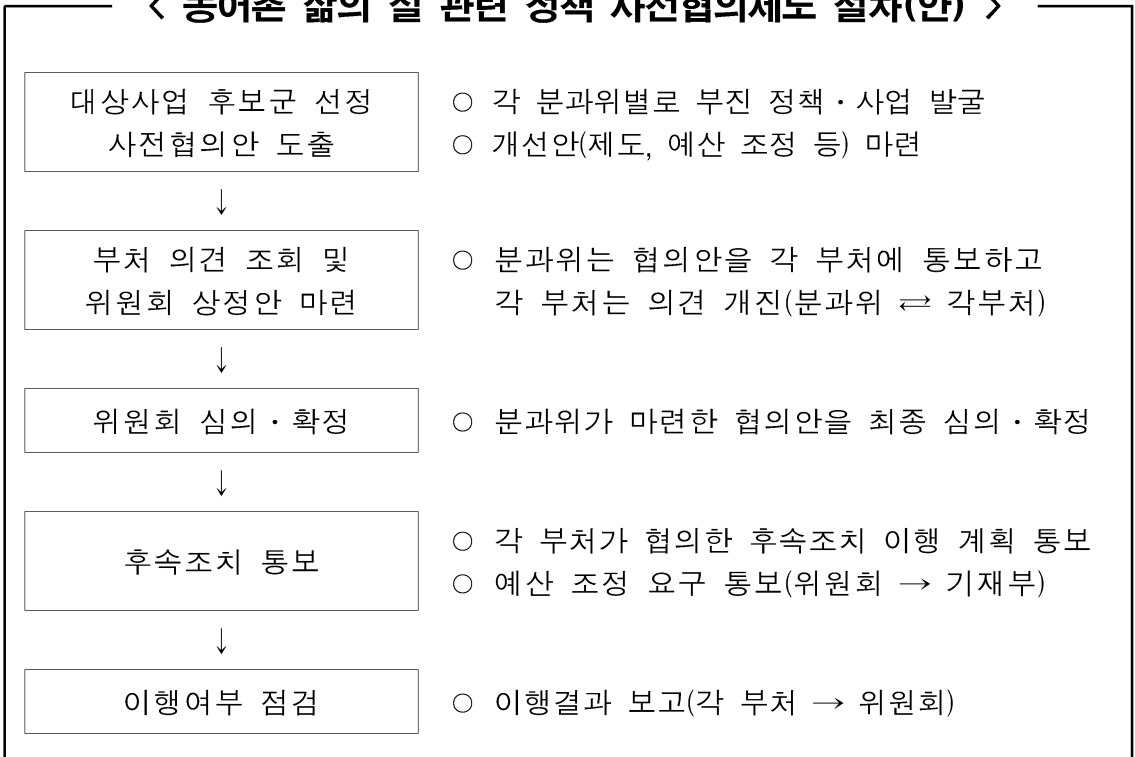 < 농어촌 삶의 질 관련 정책 사전협의제도 절차(안) >
대상사업 후보군 선정
사전협의안 도출
○ 각 분과위별로 부진 정책·사업 발굴
○ 개선안(제도, 예산 조정 등) 마련
↓
부처 의견 조회 및
위원회 상정안 마련
○ 분과위는 협의안을 각 부처에 통보하고
각 부처는 의견 개진(분과위 ⇄ 각부처)
↓
위원회 심의·확정
○ 분과위가 마련한 협의안을 최종 심의·확정
↓
후속조치 통보
○ 각 부처가 협의한 후속조치 이행 계획 통보
○ 예산 조정 요구 통보(위원회 → 기재부)
↓
이행여부 점검
○ 이행결과 보고(각 부처 → 위원회)